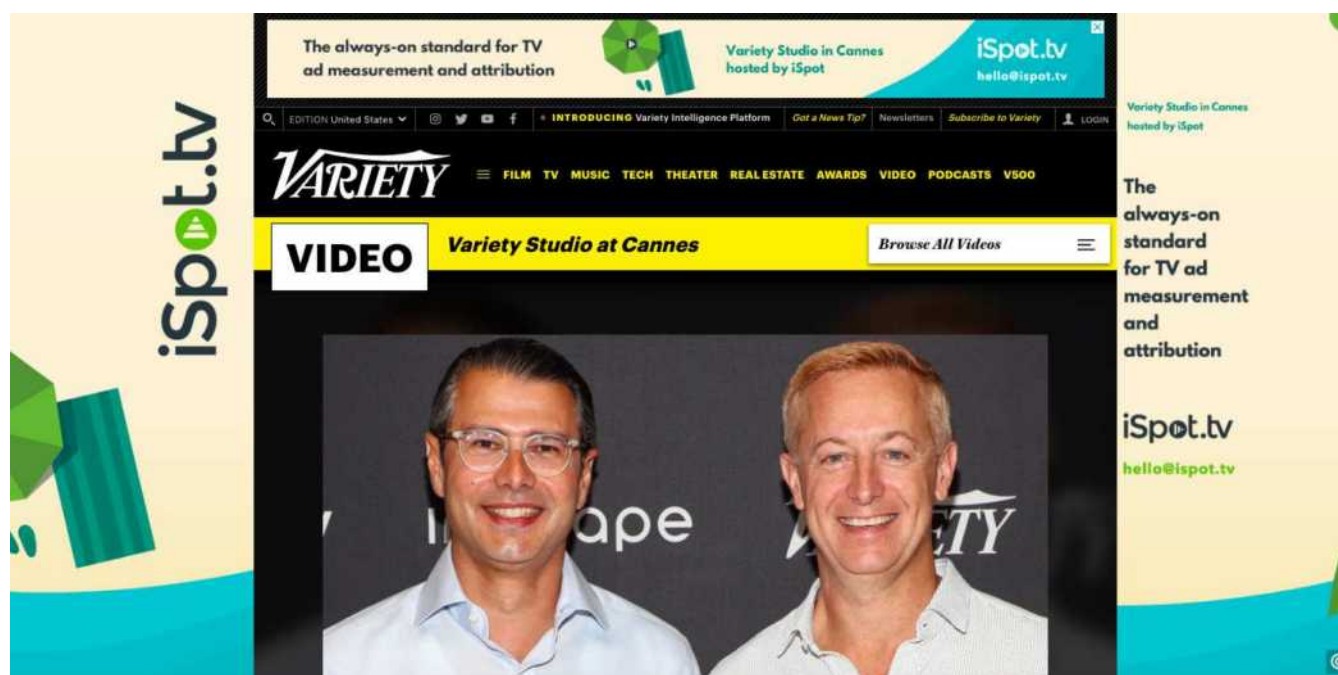 The always-on standard for TV
ad measurement and attribution
Variety Studio in Cannes
hosted by iSpot
iSpot.tv
hello@ispot.tv
EDITION United States
INTRODUCING Variety Intelligence Platform
Got a News Tip?
Newsletters
Subscribe to Variety
LOGIN
VARIETY
FILM TV MUSIC TECH THEATER REAL ESTATE AWARDS VIDEO PODCASTS V500
VIDEO
Variety Studio at Cannes
Browse All Videos
iSpot.tv
ape
VARIETY
Variety Studio in Cannes
hosted by iSpot
The
always-on
standard
for TV ad
measurement
and
attribution
iSpot.tv
hello@ispot.tv